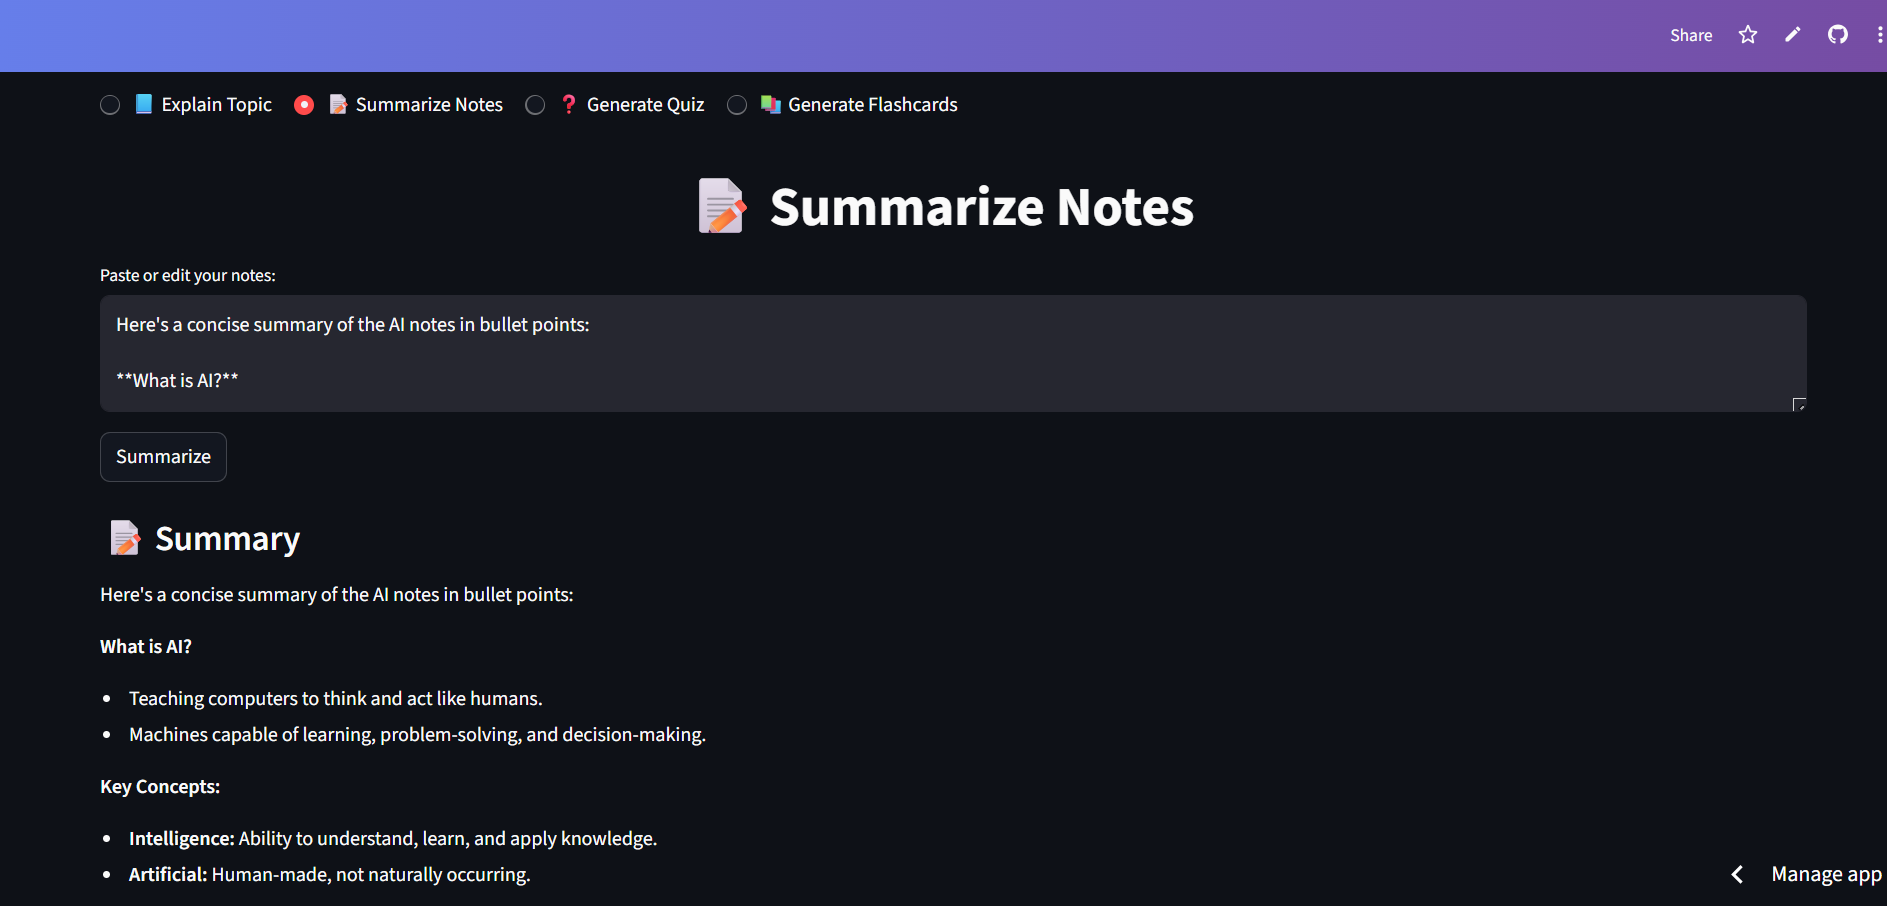 Share
Explain Topic Summarize Notes Generate Quiz Generate Flashcards
Summarize Notes
Paste or edit your notes:
Here's a concise summary of the AI notes in bullet points:
**What is AI?**
Summarize
Summary
Here's a concise summary of the AI notes in bullet points:
What is AI?
• Teaching computers to think and act like humans.
• Machines capable of learning, problem-solving, and decision-making.
Key Concepts:
• Intelligence: Ability to understand, learn, and apply knowledge.
• Artificial: Human-made, not naturally occurring.
Manage app